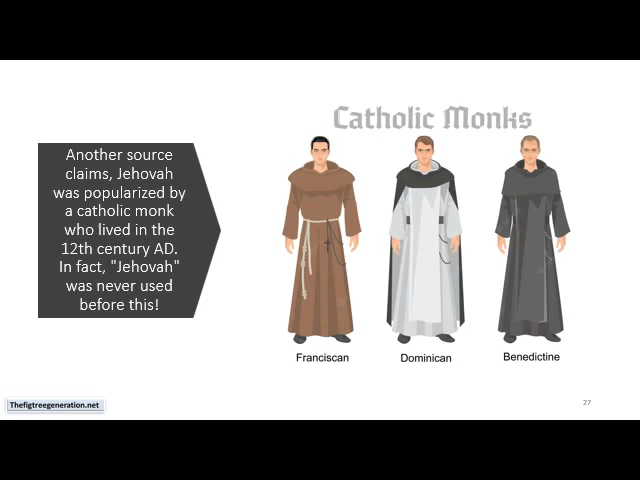 Catholic Monks
Another source
claims, Jehovah
was popularized by
a catholic monk
who lived in the
12th century AD.
In fact, "Jehovah"
was never used
before this!
Franciscan
Dominican
Benedictine
Thefigtreegeneration.net
27